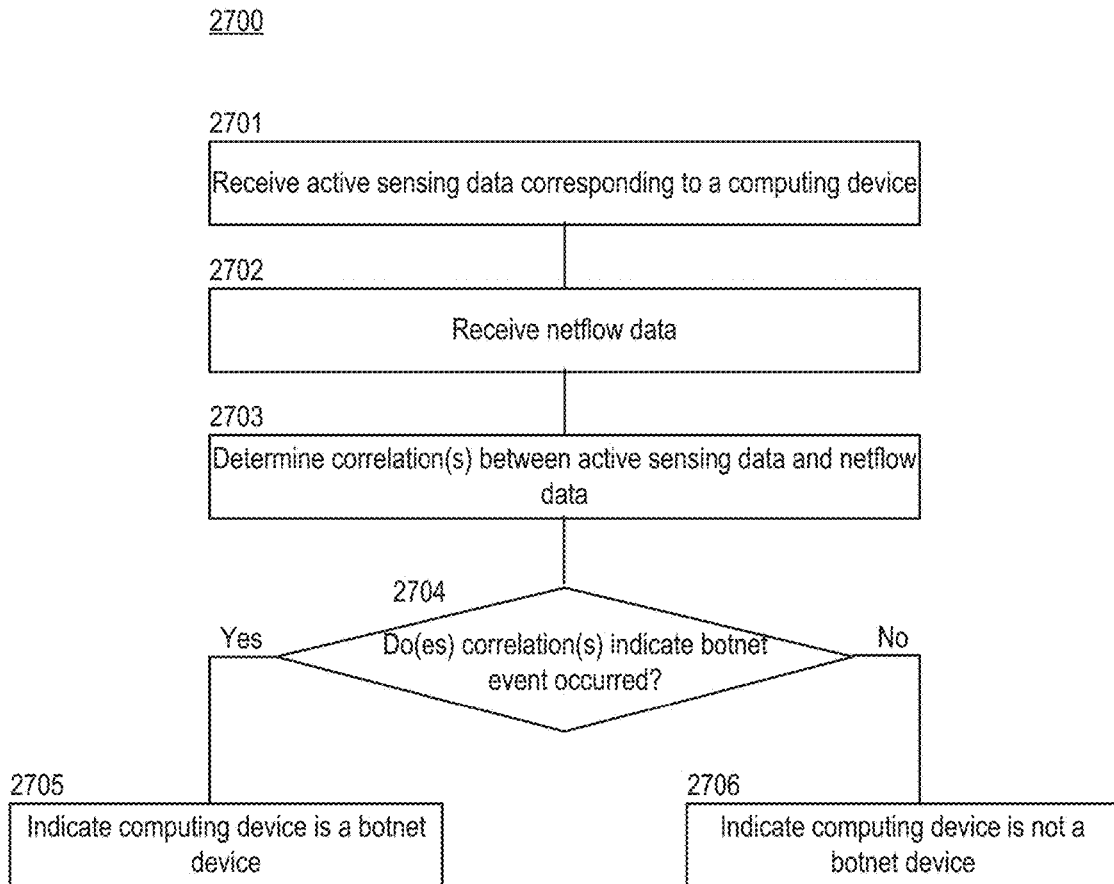 2700
2701
Receive active sensing data corresponding to a computing device
2702
Receive netflow data
2703
Determine correlation(s) between active sensing data and netflow
data
2704
Yes
No
Do(es) correlation(s) indicate botnet
event occurred?
2705
2706
Indicate computing device is a botnet
device
Indicate computing device is not a
botnet device